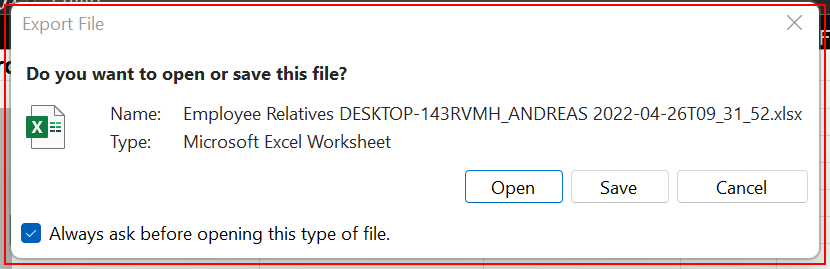 Export File
Do you want to open or save this file?
Name: Employee Relatives DESKTOP-143RVMH_ANDREAS 2022-04-26T09_31_52.xlsx
Type: Microsoft Excel Worksheet
Open Save Cancel
Always ask before opening this type of file.